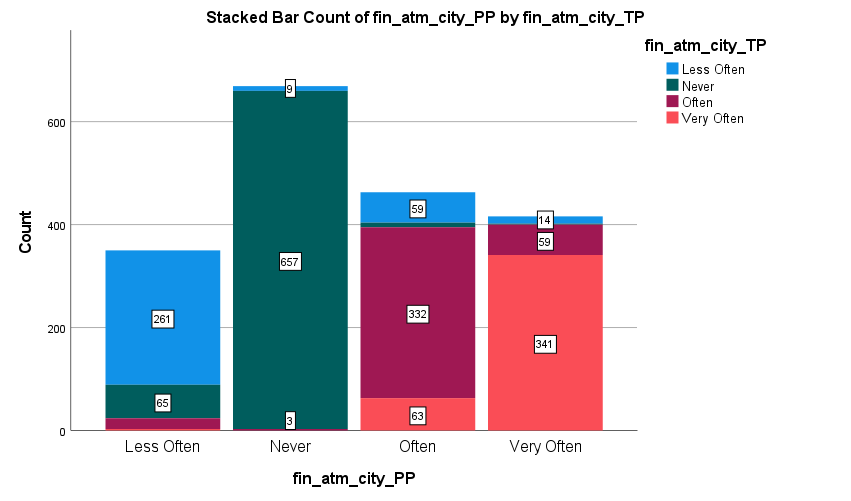 Stacked Bar Count of fin_atm_city_PP by fin_atm_city_TP
fin_atm_city_TP
Less Often
Never
Often
Very Often
Count
600
400
200
0
261
65
9
657
3
59
332
63
14
59
341
Less Often Never Often Very Often
fin_atm_city_PP